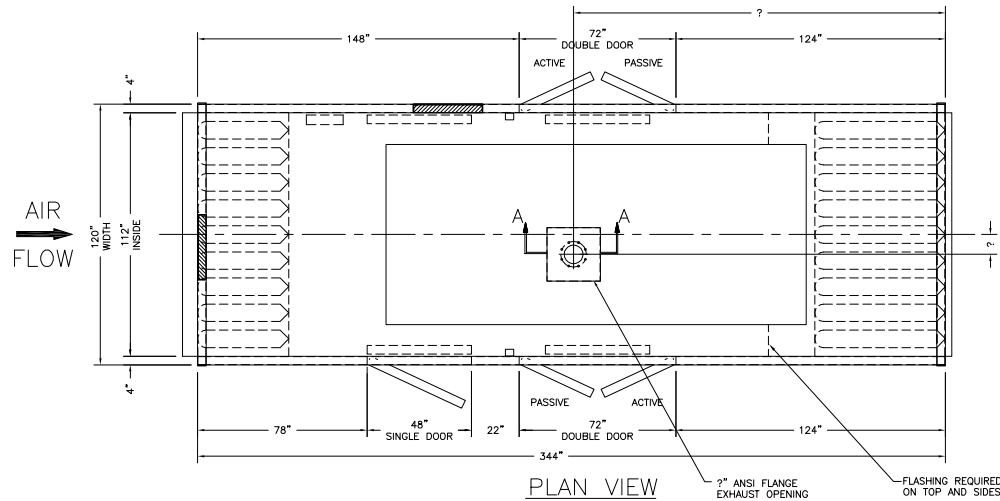 ?
148"
72"
DOUBLE DOOR
124"
ACTIVE
PASSIVE
4"
AIR
FLOW
120"
WIDTH
112"
INSIDE
A
A
?
4"
PASSIVE
ACTIVE
78"
48"
SINGLE DOOR
22"
72"
DOUBLE DOOR
124"
344"
PLAN VIEW
?" ANSI FLANGE
EXHAUST OPENING
FLASHING REQUIRED
ON TOP AND SIDES